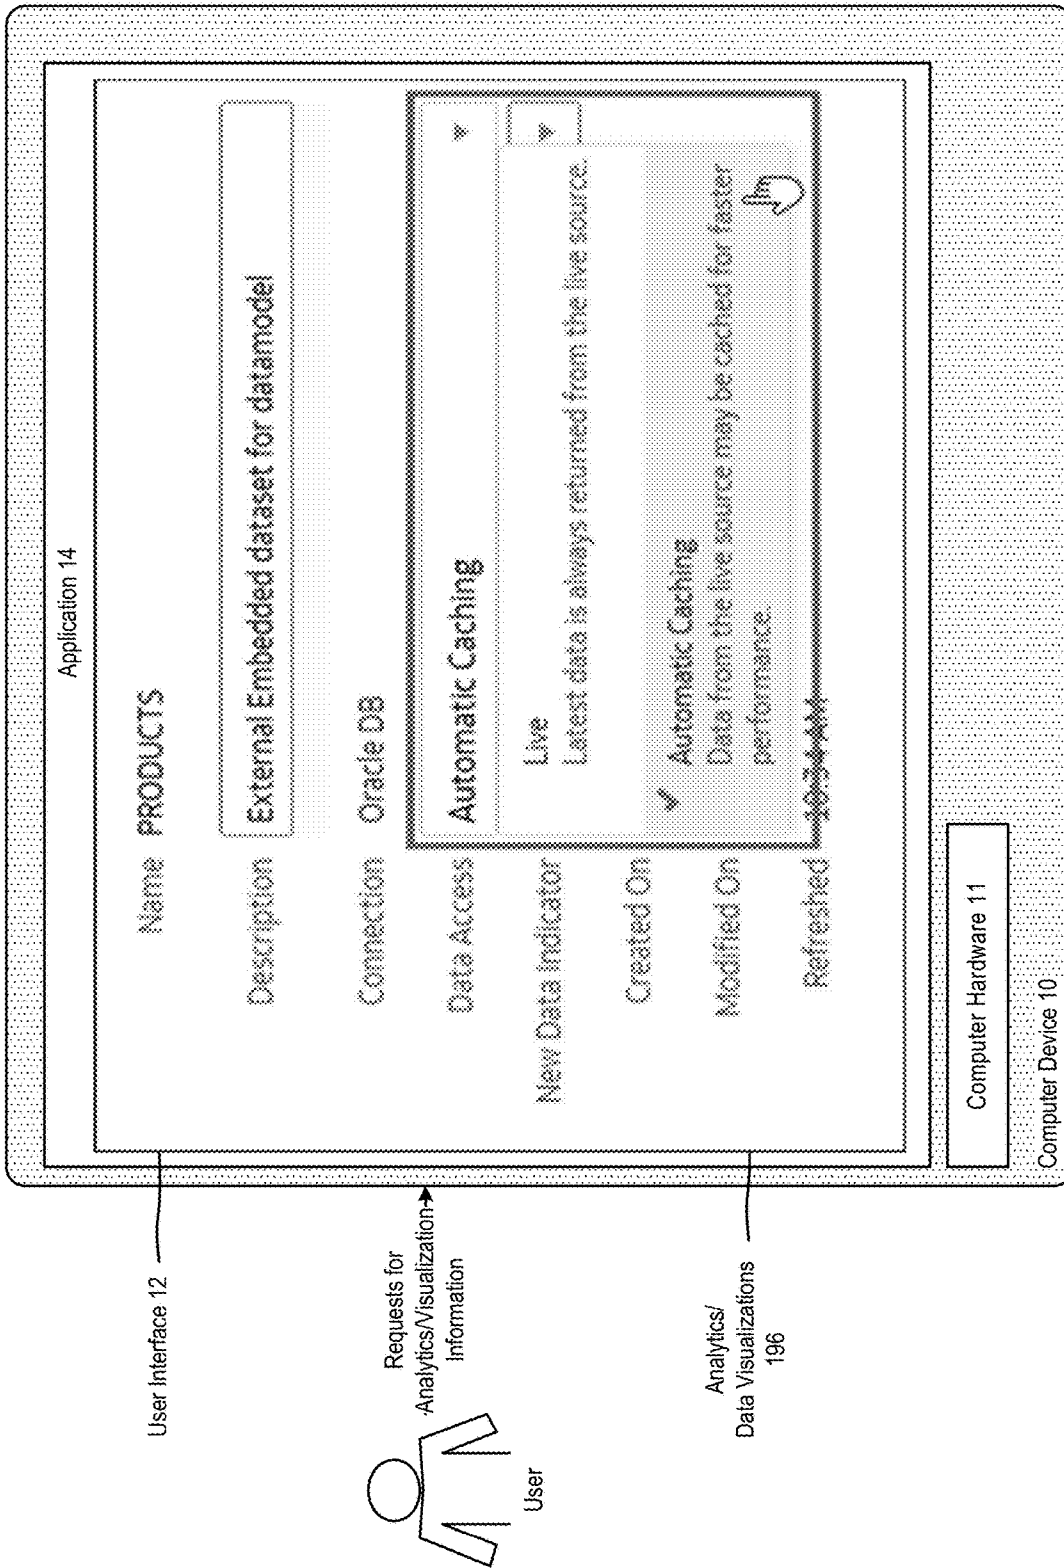 Application 14
Name PRODUCTS
Description External Embedded dataset for datamodel
Connection Oracle DB
Data Access Automatic Caching
New Data Indicator
Live
Latest data is always returned from the live source.
Created On
✔ Automatic Caching
Modified On
Data from the live source may be cached for faster
performance.
Refreshed 10:34 AM
User Interface 12
Requests for
Analytics/Visualization
Information
User
Analytics/
Data Visualizations
196
Computer Hardware 11
Computer Device 10